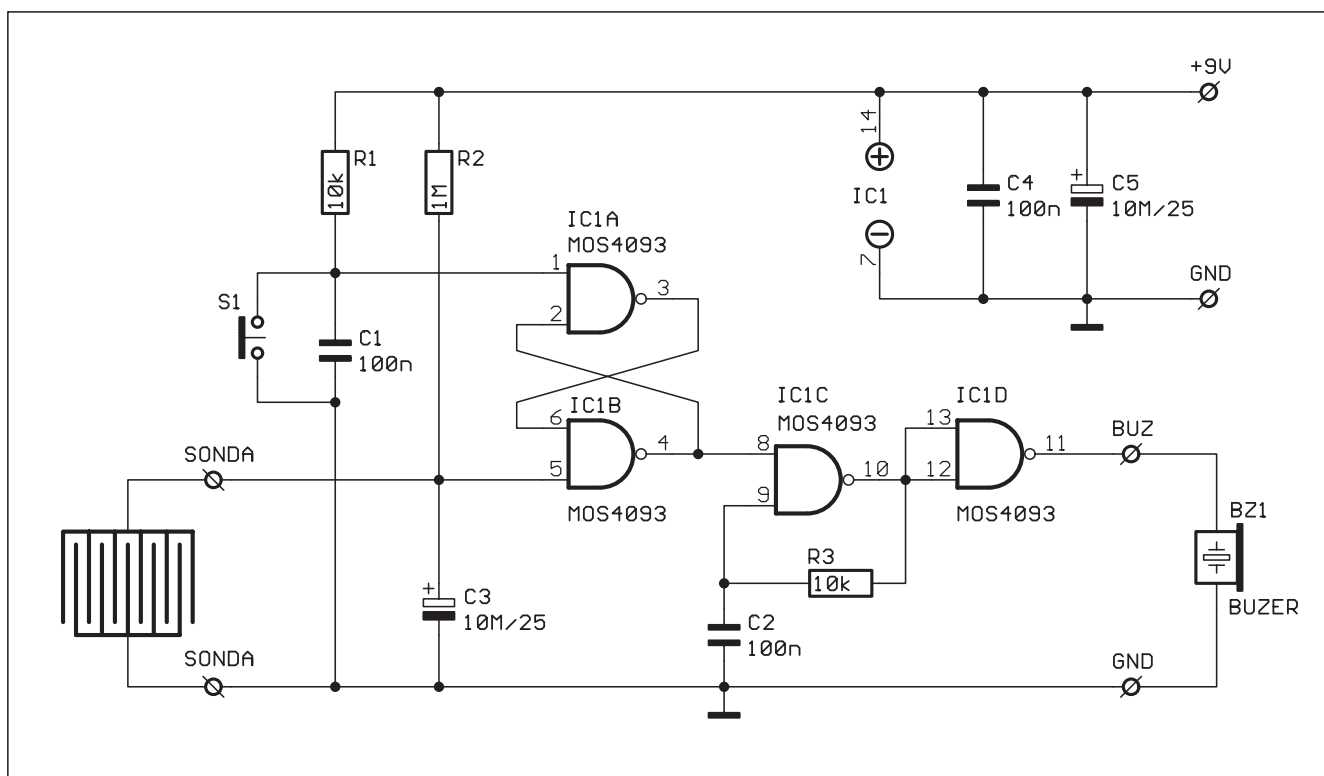 +9V
R1
10k
R2
1M
14
IC1
7
C4
100n
+
C5
10M/25
GND
IC1A
MOS4093
1
2
3
S1
C1
100n
IC1B
6
5
4
MOS4093
IC1C
MOS4093
8
9
10
IC1D
13
12
11
MOS4093
BUZ
SONDA
BZ1
BUZER
R3
10k
+
C3
10M/25
C2
100n
SONDA
GND